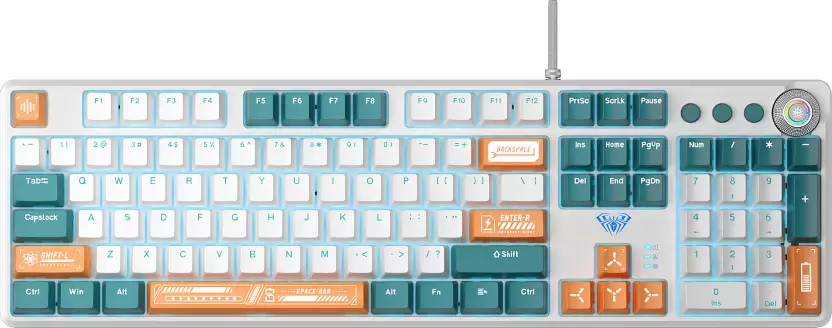 F1 F2 F3 F4 F5 F6 F7 F8 F9 F10 F11 F12 PrtSc ScrLk Pause
` ~ 1 ! 2 @ 3 # 4 $ 5 % 6 ^ 7 & 8 * 9 ( 0 ) - _ = + BACKSPACE Ins Home PgUp Num / * -
Tab Q W E R T Y U I O P [ { ] } \ | Del End PgDn 7 8 9 +
Capslock A S D F G H J K L ; : ' " ENTER-R 4 5 6
SHIFT-L Z X C V B N M , < . > / ? Shift 1 2 3
Ctrl Win Alt SPACE-BAR Alt Fn Ctrl 0 Ins . Del